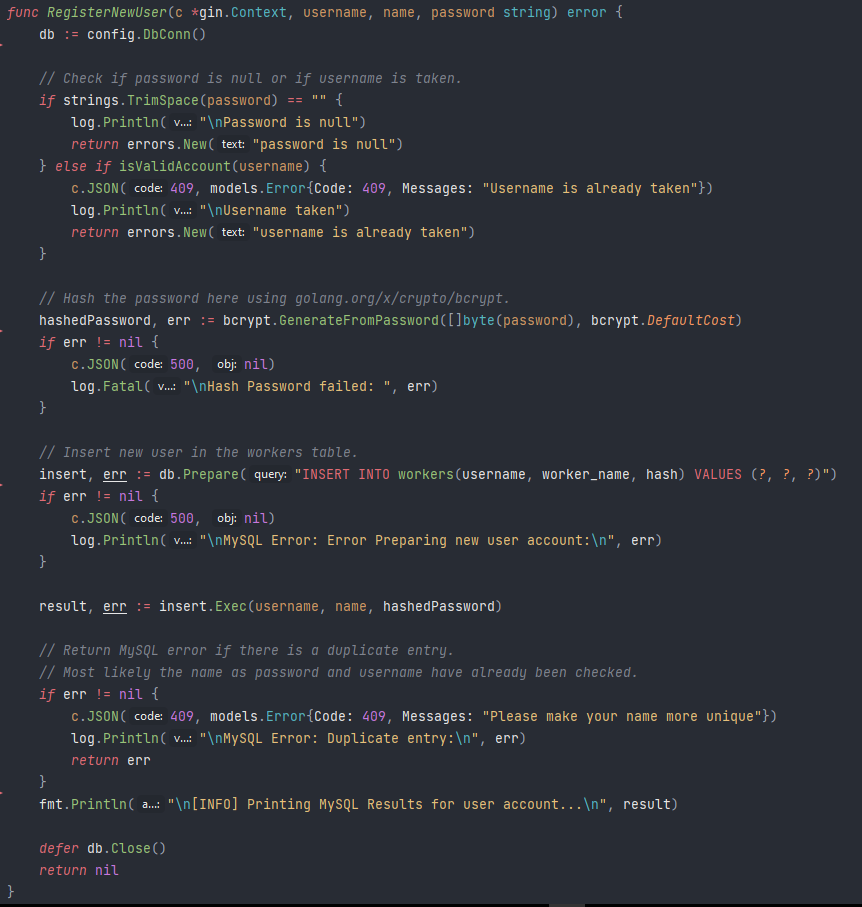 func RegisterNewUser(c *gin.Context, username, name, password string) error {
    db := config.DbConn()

    // Check if password is null or if username is taken.
    if strings.TrimSpace(password) == "" {
        log.Println( v...: "\nPassword is null")
        return errors.New( text: "password is null")
    } else if isValidAccount(username) {
        c.JSON( code: 409, models.Error{Code: 409, Messages: "Username is already taken"})
        log.Println( v...: "\nUsername taken")
        return errors.New( text: "username is already taken")
    }

    // Hash the password here using golang.org/x/crypto/bcrypt.
    hashedPassword, err := bcrypt.GenerateFromPassword([]byte(password), bcrypt.DefaultCost)
    if err != nil {
        c.JSON( code: 500, obj: nil)
        log.Fatal( v...: "\nHash Password failed: ", err)
    }

    // Insert new user in the workers table.
    insert, err := db.Prepare( query: "INSERT INTO workers(username, worker_name, hash) VALUES (?, ?, ?)")
    if err != nil {
        c.JSON( code: 500, obj: nil)
        log.Println( v...: "\nMySQL Error: Error Preparing new user account:\n", err)
    }

    result, err := insert.Exec(username, name, hashedPassword)

    // Return MySQL error if there is a duplicate entry.
    // Most likely the name as password and username have already been checked.
    if err != nil {
        c.JSON( code: 409, models.Error{Code: 409, Messages: "Please make your name more unique"})
        log.Println( v...: "\nMySQL Error: Duplicate entry:\n", err)
        return err
    }
    fmt.Println( a...: "\n[INFO] Printing MySQL Results for user account...\n", result)

    defer db.Close()
    return nil
}